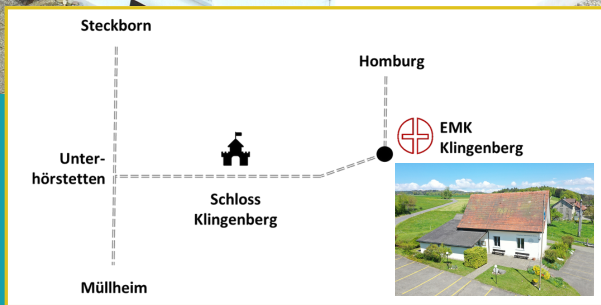 Steckborn
Homburg
EMK
Klingenberg
Unter-
hörstetten
Schloss
Klingenberg
Müllheim